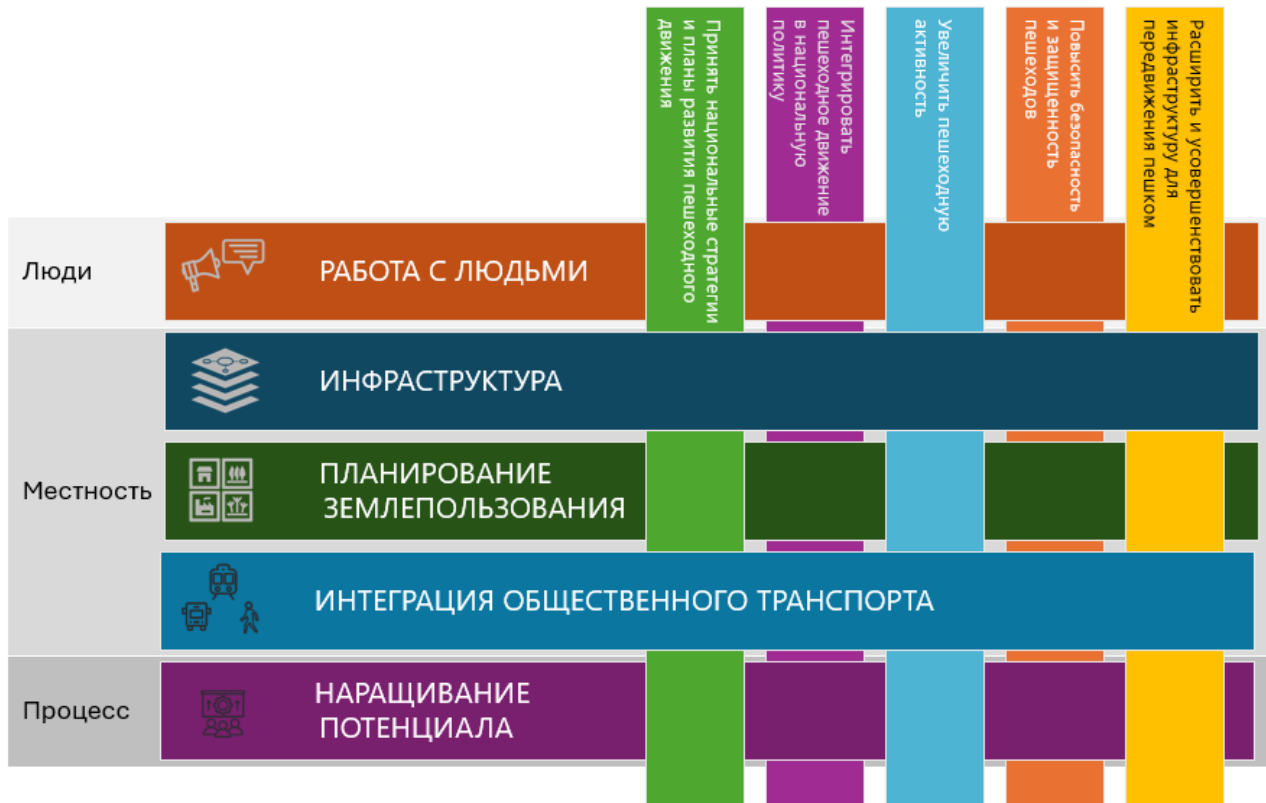 Принять национальные стратегии
и планы развития пешеходного
движения
Интегрировать
пешеходное движение
в национальную
политику
Увеличить пешеходную
активность
Повысить безопасность
и защищенность
пешеходов
Расширить и усовершенствовать
инфраструктуру для
передвижения пешком
Люди
РАБОТА С ЛЮДЬМИ
Местность
ИНФРАСТРУКТУРА
ПЛАНИРОВАНИЕ
ЗЕМЛЕПОЛЬЗОВАНИЯ
ИНТЕГРАЦИЯ ОБЩЕСТВЕННОГО ТРАНСПОРТА
Процесс
НАРАЩИВАНИЕ
ПОТЕНЦИАЛА